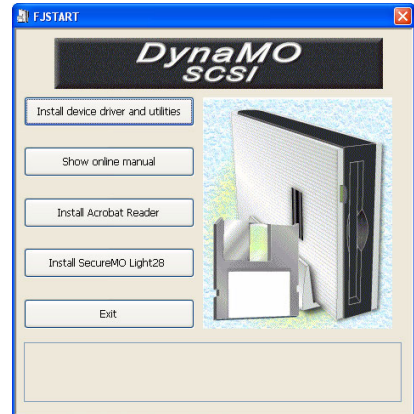 FJSTART
DynaMO
SCSI
Install device driver and utilities
Show online manual
Install Acrobat Reader
Install SecureMO Light28
Exit